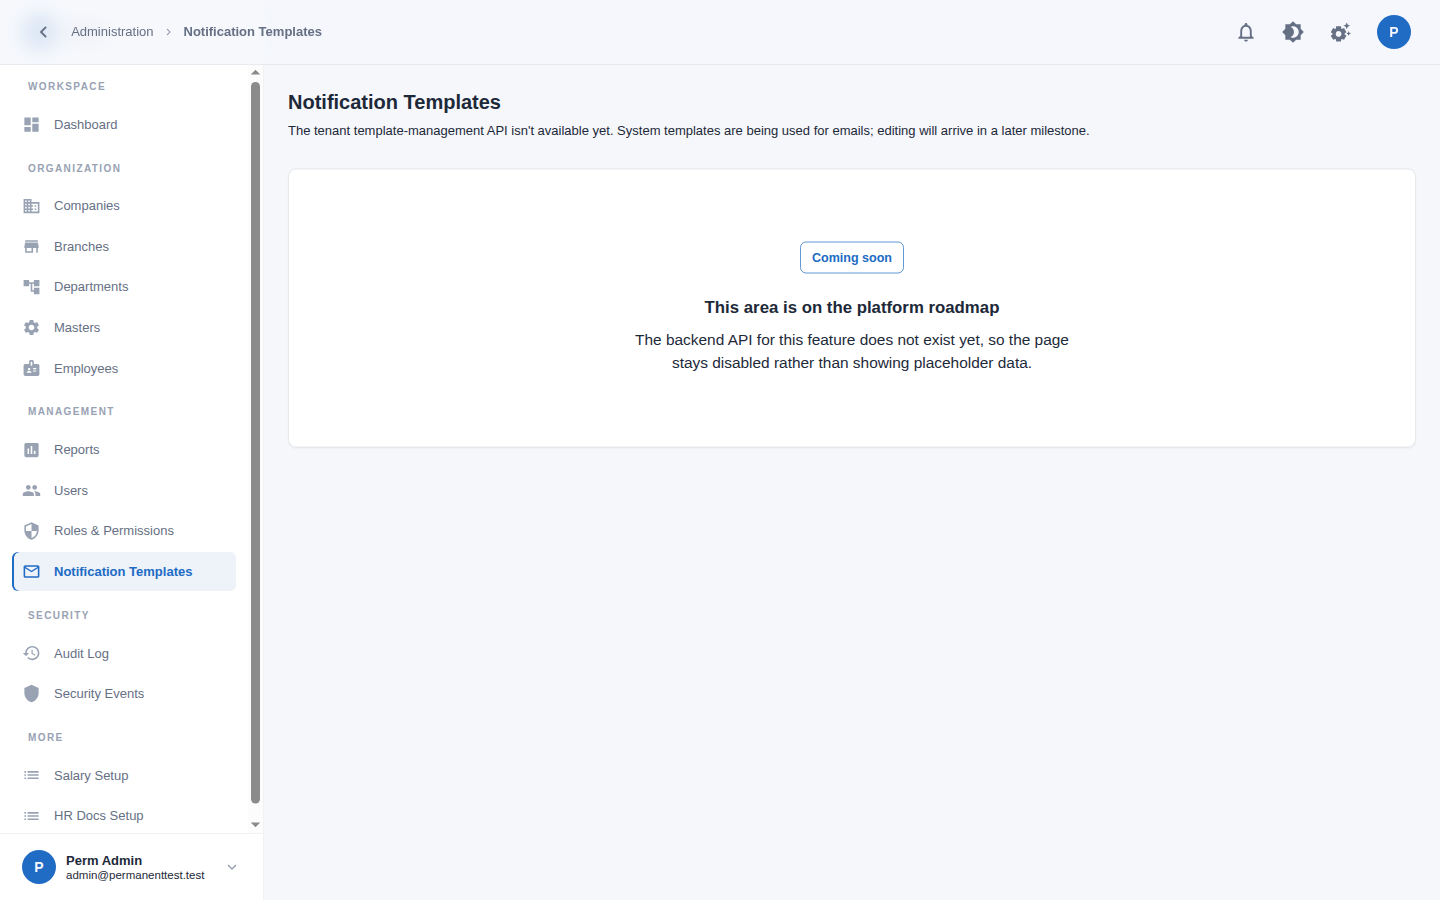 Administration
Notification Templates
P
WORKSPACE
Dashboard
ORGANIZATION
Companies
Branches
Departments
Masters
Employees
MANAGEMENT
Reports
Users
Roles & Permissions
Notification Templates
SECURITY
Audit Log
Security Events
MORE
Salary Setup
HR Docs Setup
P
Perm Admin
admin@permanenttest.test
Notification Templates
The tenant template-management API isn't available yet. System templates are being used for emails; editing will arrive in a later milestone.
Coming soon
This area is on the platform roadmap
The backend API for this feature does not exist yet, so the page
stays disabled rather than showing placeholder data.